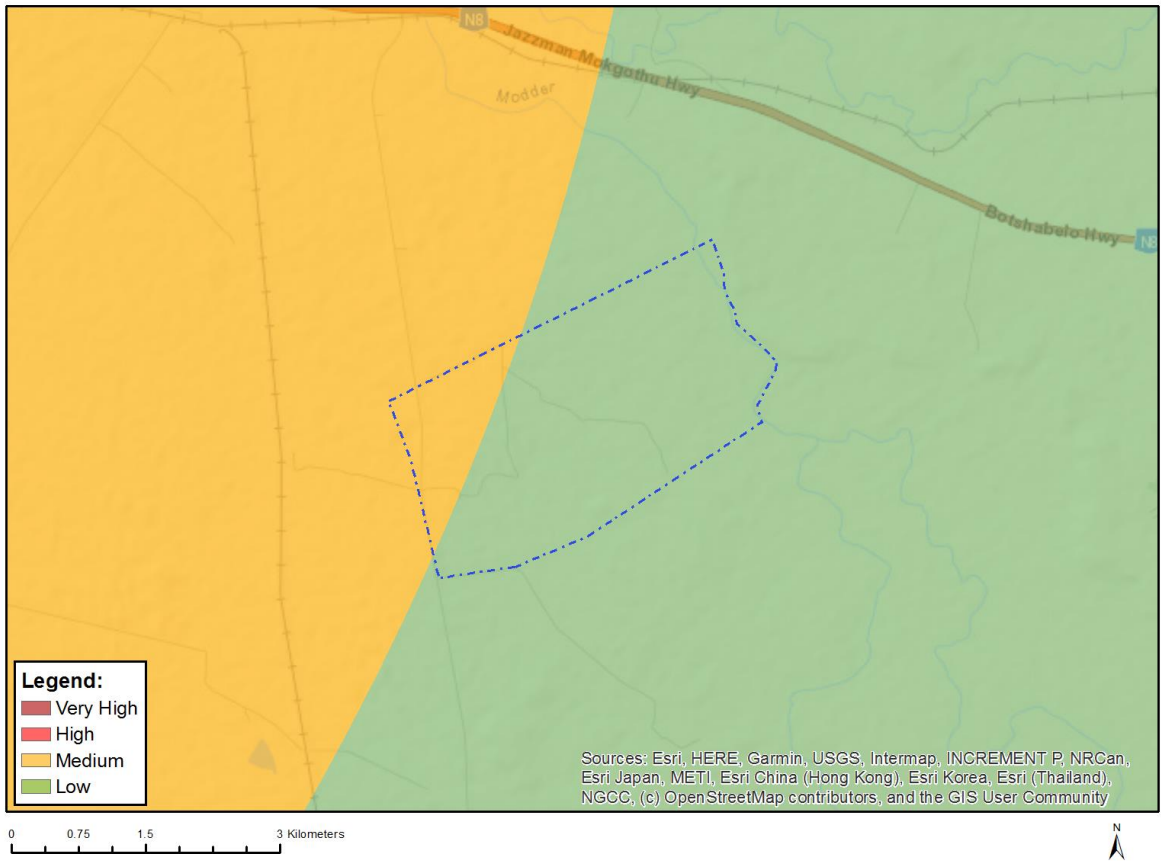 N8
Jazzman Mokgothu Hwy
Modder
Botshabelo Hwy
N8
Legend:
Very High
High
Medium
Low
Sources: Esri, HERE, Garmin, USGS, Intermap, INCREMENT P, NRCan,
Esri Japan, METI, Esri China (Hong Kong), Esri Korea, Esri (Thailand),
NGCC, (c) OpenStreetMap contributors, and the GIS User Community
0 0.75 1.5 3 Kilometers
N